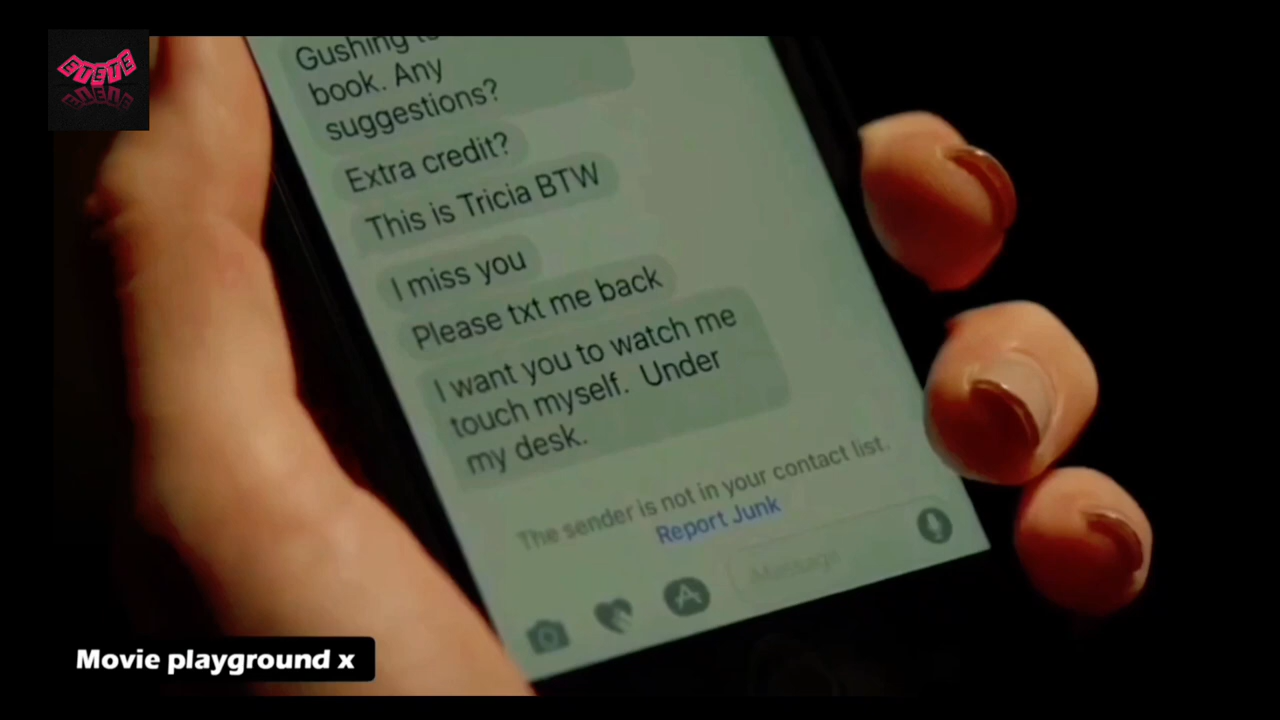 ETETE
Gushing
book. Any
suggestions?
Extra credit?
This is Tricia BTW
I miss you
Please txt me back
I want you to watch me
touch myself. Under
my desk.
The sender is not in your contact list.
Report Junk
Message
Movie playground x